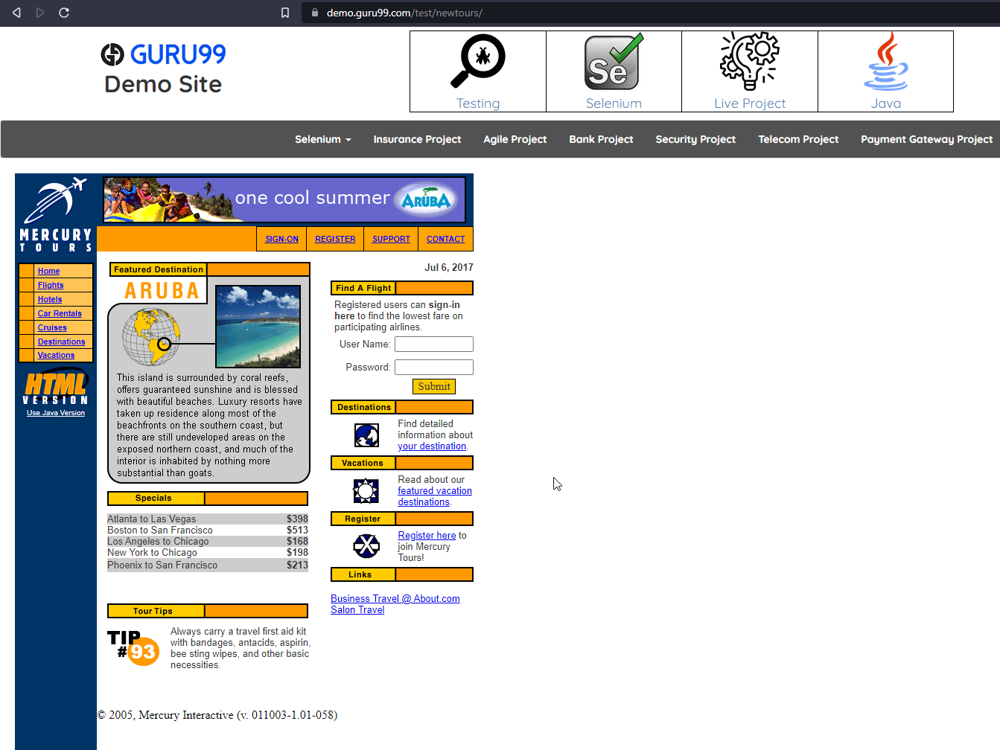 demo.guru99.com/test/newtours/
GURU99
Demo Site
Testing
Se
Selenium
Live Project
Java
Selenium
Insurance Project
Agile Project
Bank Project
Security Project
Telecom Project
Payment Gateway Project
MERCURY
TOURS
one cool summer
ARUBA
SIGN-ON
REGISTER
SUPPORT
CONTACT
Home
Flights
Hotels
Car Rentals
Cruises
Destinations
Vacations
HTML
VERSION
Use Java Version
Featured Destination
ARUBA
This island is surrounded by coral reefs,
offers guaranteed sunshine and is blessed
with beautiful beaches. Luxury resorts have
taken up residence along most of the
beachfronts on the southern coast, but
there are still undeveloped areas on the
exposed northern coast, and much of the
interior is inhabited by nothing more
substantial than goats.
Specials
Atlanta to Las Vegas $398
Boston to San Francisco $513
Los Angeles to Chicago $168
New York to Chicago $198
Phoenix to San Francisco $213
Tour Tips
TIP
#93
Always carry a travel first aid kit
with bandages, antacids, aspirin,
bee sting wipes, and other basic
necessities.
Jul 6, 2017
Find A Flight
Registered users can sign-in
here to find the lowest fare on
participating airlines.
User Name:
Password:
Submit
Destinations
Find detailed
information about
your destination.
Vacations
Read about our
featured vacation
destinations.
Register
Register here to
join Mercury
Tours!
Links
Business Travel @ About.com
Salon Travel
© 2005, Mercury Interactive (v. 011003-1.01-058)